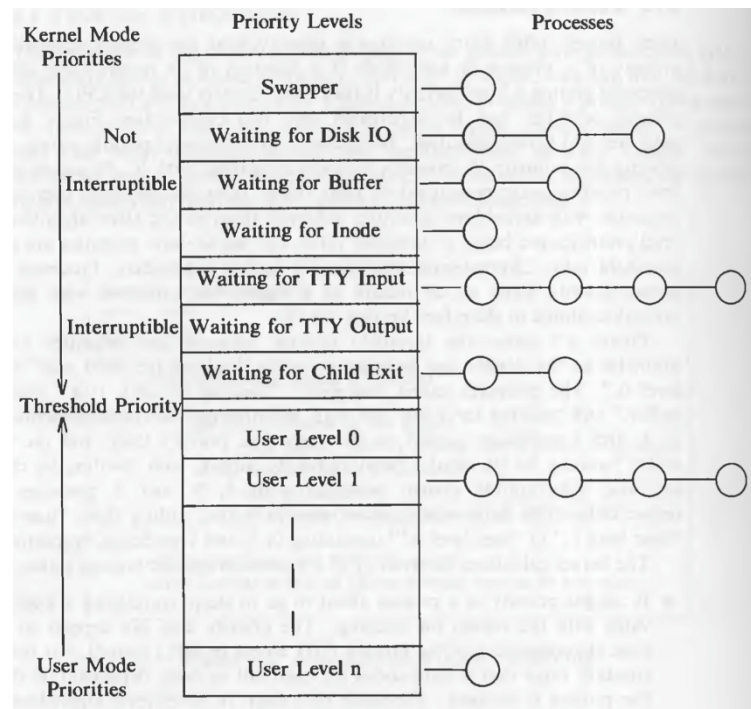 Kernel Mode
Priorities
Priority Levels
Processes
Swapper
Not
Waiting for Disk IO
Interruptible
Waiting for Buffer
Waiting for Inode
Waiting for TTY Input
Interruptible
Waiting for TTY Output
Waiting for Child Exit
Threshold Priority
User Level 0
User Level 1
User Level n
User Mode
Priorities